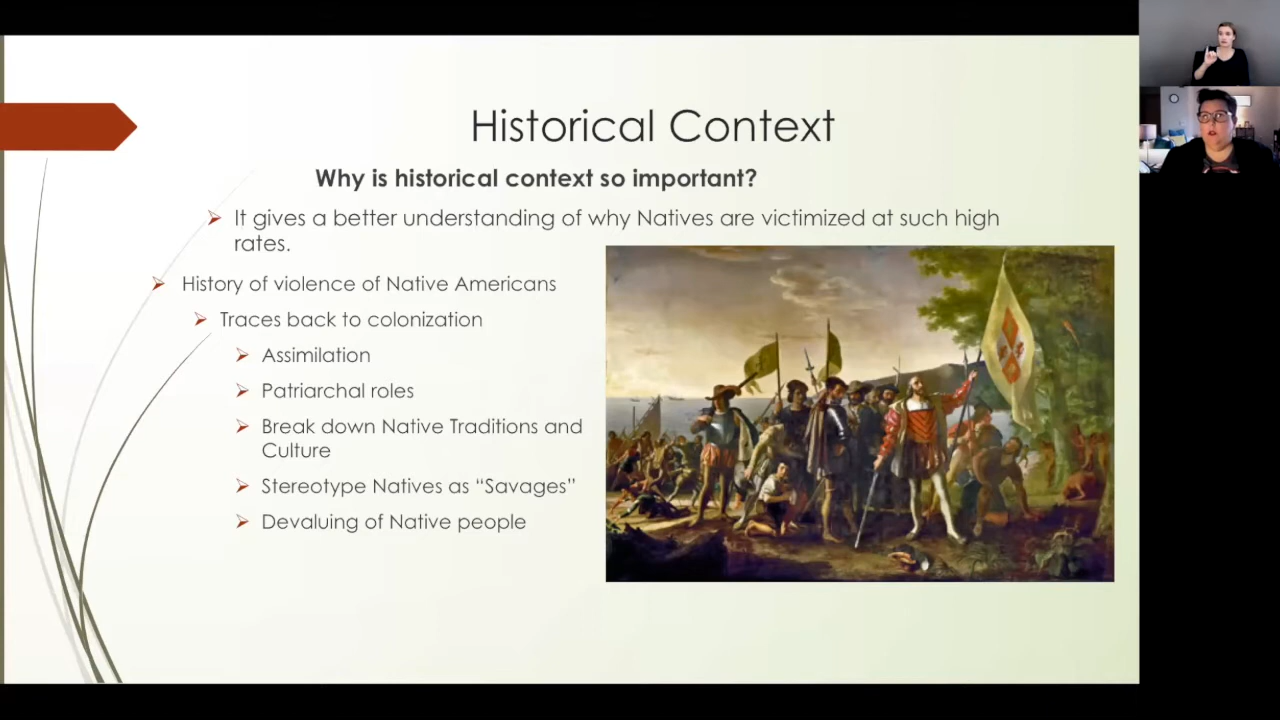 Historical Context
Why is historical context so important?
It gives a better understanding of why Natives are victimized at such high
rates.
History of violence of Native Americans
Traces back to colonization
Assimilation
Patriarchal roles
Break down Native Traditions and
Culture
Stereotype Natives as “Savages”
Devaluing of Native people